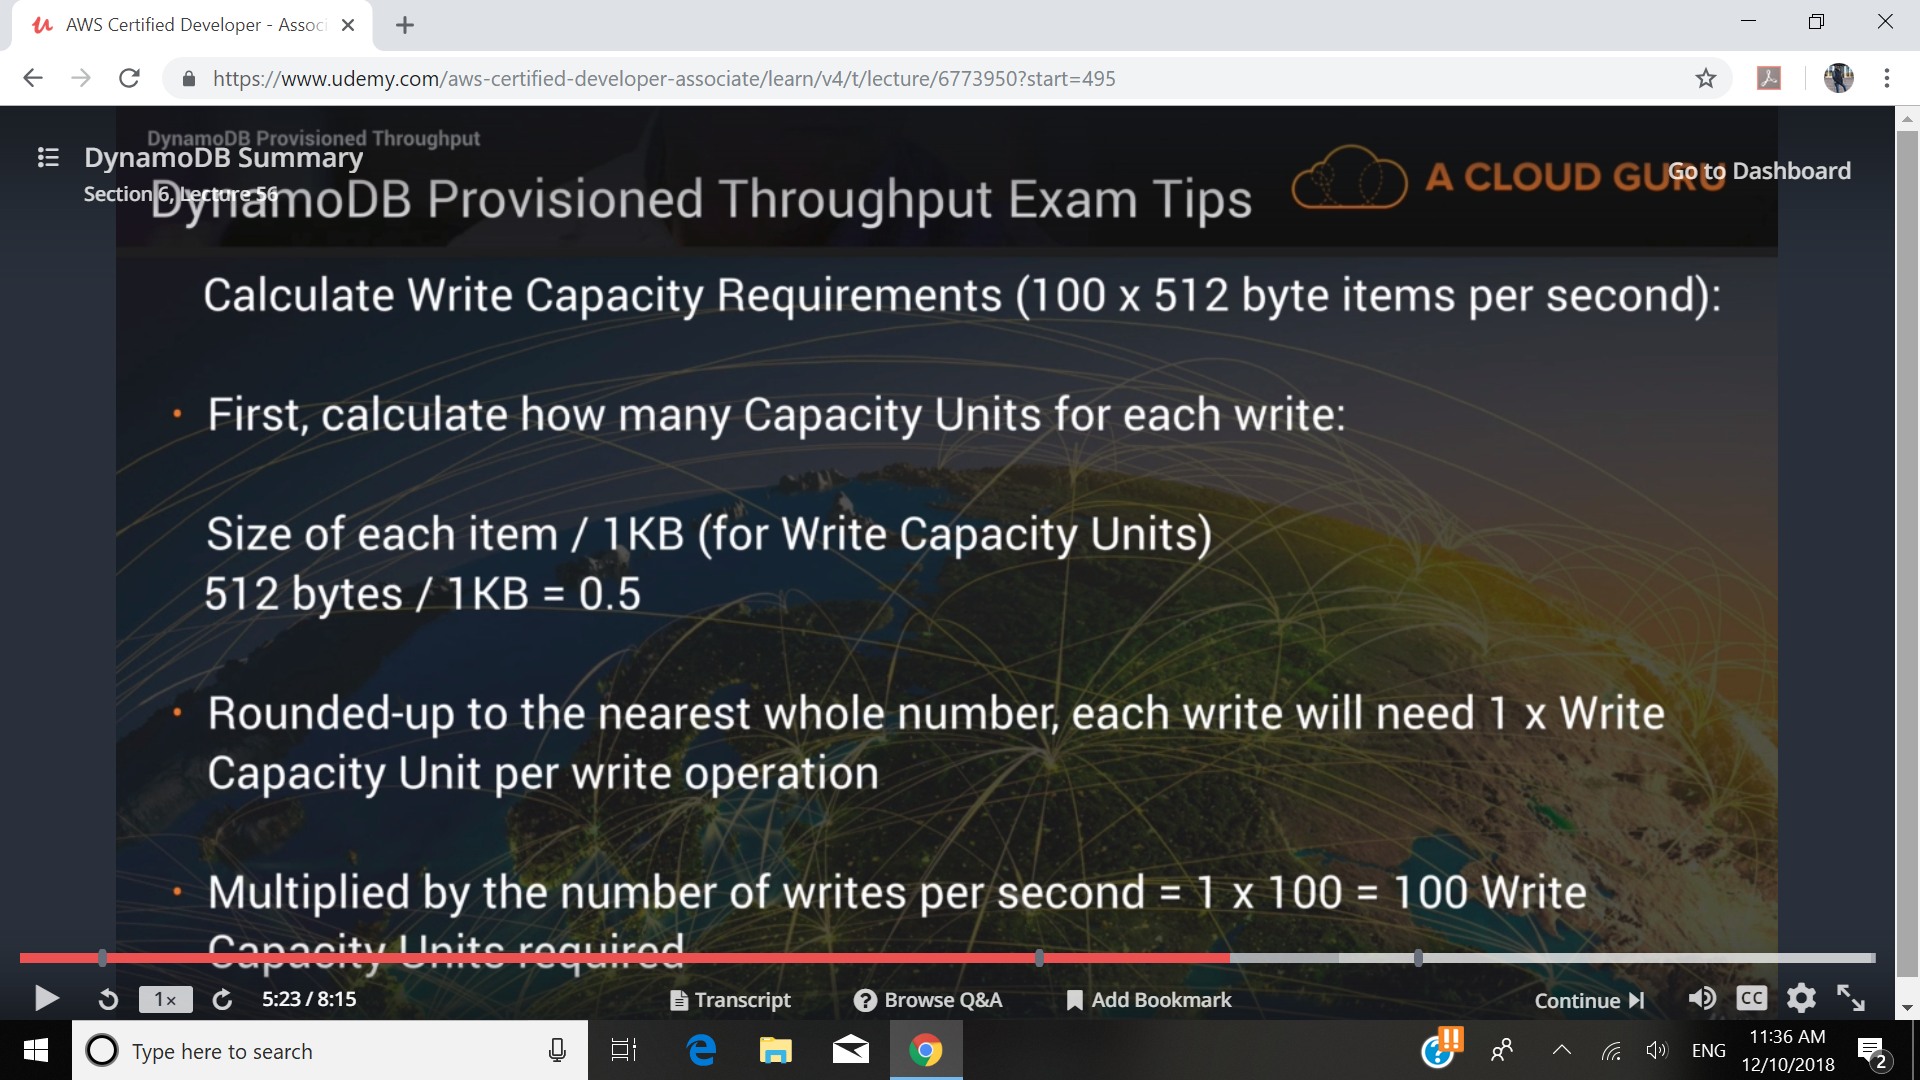 AWS Certified Developer - Associ
https://www.udemy.com/aws-certified-developer-associate/learn/v4/t/lecture/6773950?start=495
DynamoDB Provisioned Throughput
DynamoDB Summary
Section 6, Lecture 56
DynamoDB Provisioned Throughput Exam Tips
A CLOUD GURU
Go to Dashboard
Calculate Write Capacity Requirements (100 x 512 byte items per second):
• First, calculate how many Capacity Units for each write:
Size of each item / 1KB (for Write Capacity Units)
512 bytes / 1KB = 0.5
• Rounded-up to the nearest whole number, each write will need 1 x Write
Capacity Unit per write operation
• Multiplied by the number of writes per second = 1 x 100 = 100 Write
Capacity Units required
1x
5:23 / 8:15
Transcript
Browse Q&A
Add Bookmark
Continue
CC
Type here to search
ENG
11:36 AM
12/10/2018
2